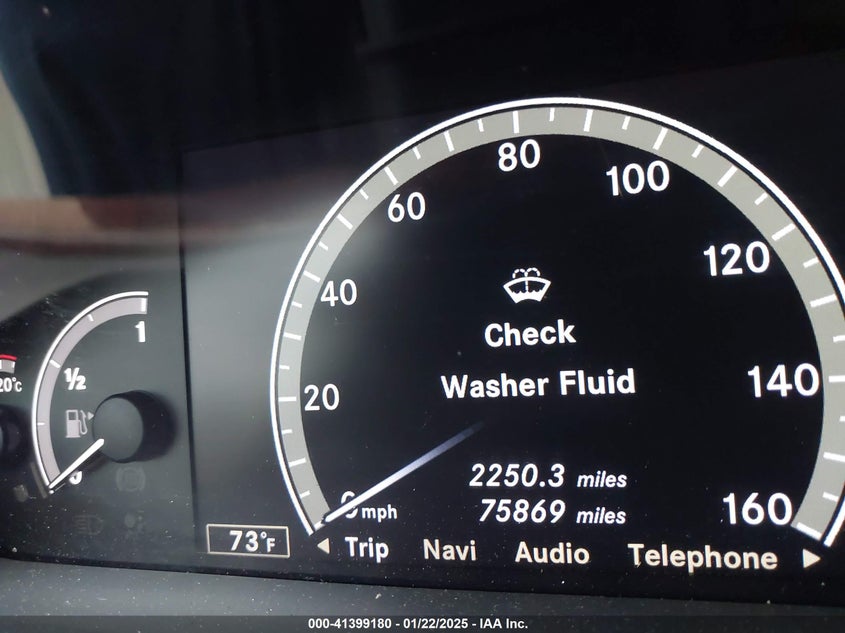 80
60
100
120
40
1
20°C
½
Check
Washer Fluid
20
140
0
2250.3 miles
0 mph
75869 miles
160
73°F
Trip Navi Audio Telephone
000-41399180 - 01/22/2025 - IAA Inc.